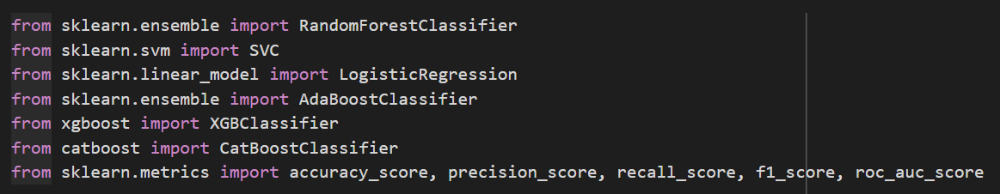 from sklearn.ensemble import RandomForestClassifier
from sklearn.svm import SVC
from sklearn.linear_model import LogisticRegression
from sklearn.ensemble import AdaBoostClassifier
from xgboost import XGBClassifier
from catboost import CatBoostClassifier
from sklearn.metrics import accuracy_score, precision_score, recall_score, f1_score, roc_auc_score